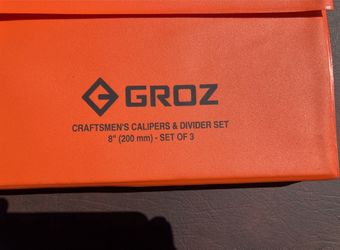 GROZ
CRAFTSMEN'S CALIPERS & DIVIDER SET
8" (200 mm) - SET OF 3